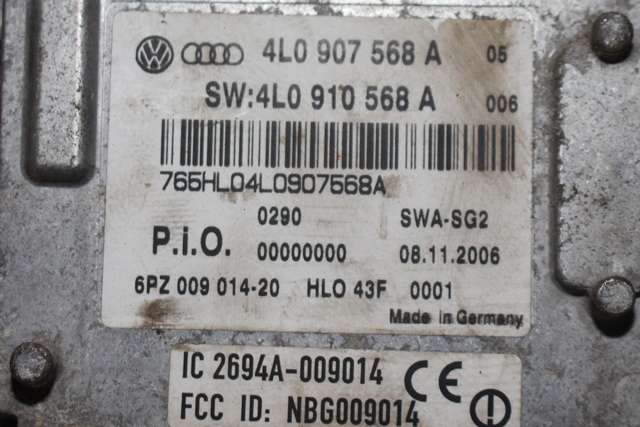 4L0 907 568 A 05
SW:4L0 910 568 A 006
765HL04L0907568A
0290 SWA-SG2
P.i.O. 00000000 08.11.2006
6PZ 009 014-20 HLO 43F 0001
Made in Germany
IC 2694A-009014 CE
FCC ID: NBG009014